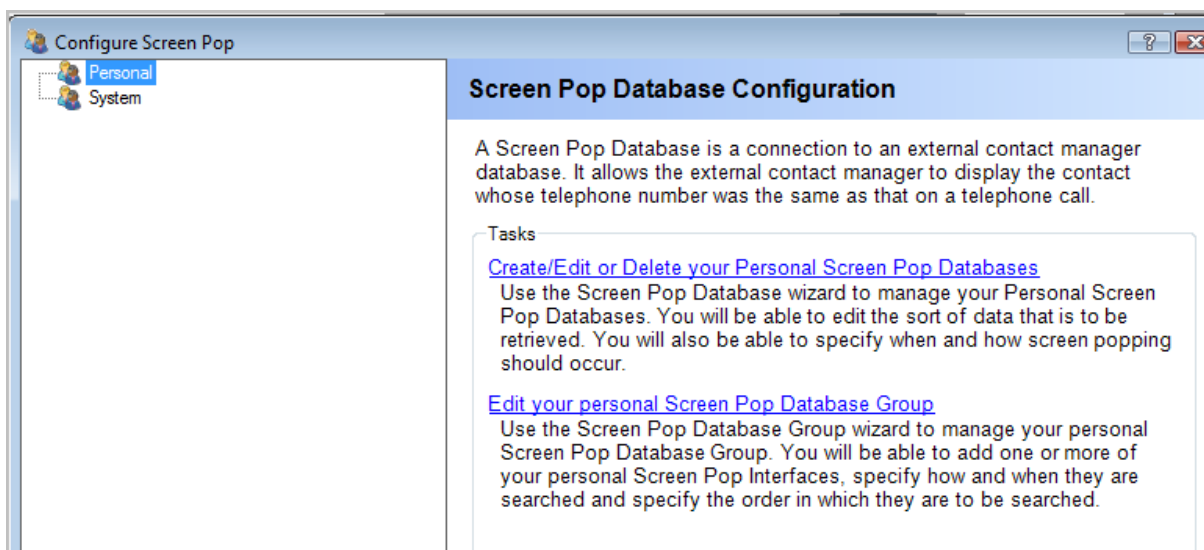 Configure Screen Pop
Personal
System
Screen Pop Database Configuration
A Screen Pop Database is a connection to an external contact manager
database. It allows the external contact manager to display the contact
whose telephone number was the same as that on a telephone call.
Tasks
Create/Edit or Delete your Personal Screen Pop Databases
Use the Screen Pop Database wizard to manage your Personal Screen
Pop Databases. You will be able to edit the sort of data that is to be
retrieved. You will also be able to specify when and how screen popping
should occur.
Edit your personal Screen Pop Database Group
Use the Screen Pop Database Group wizard to manage your personal
Screen Pop Database Group. You will be able to add one or more of
your personal Screen Pop Interfaces, specify how and when they are
searched and specify the order in which they are to be searched.